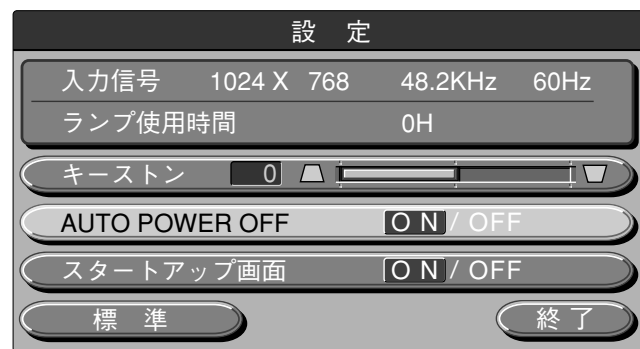 設 定
入力信号 1024 X 768 48.2KHz 60Hz
ランプ使用時間 0H
キーストン 0
AUTO POWER OFF ON / OFF
スタートアップ画面 ON / OFF
標 準 終 了